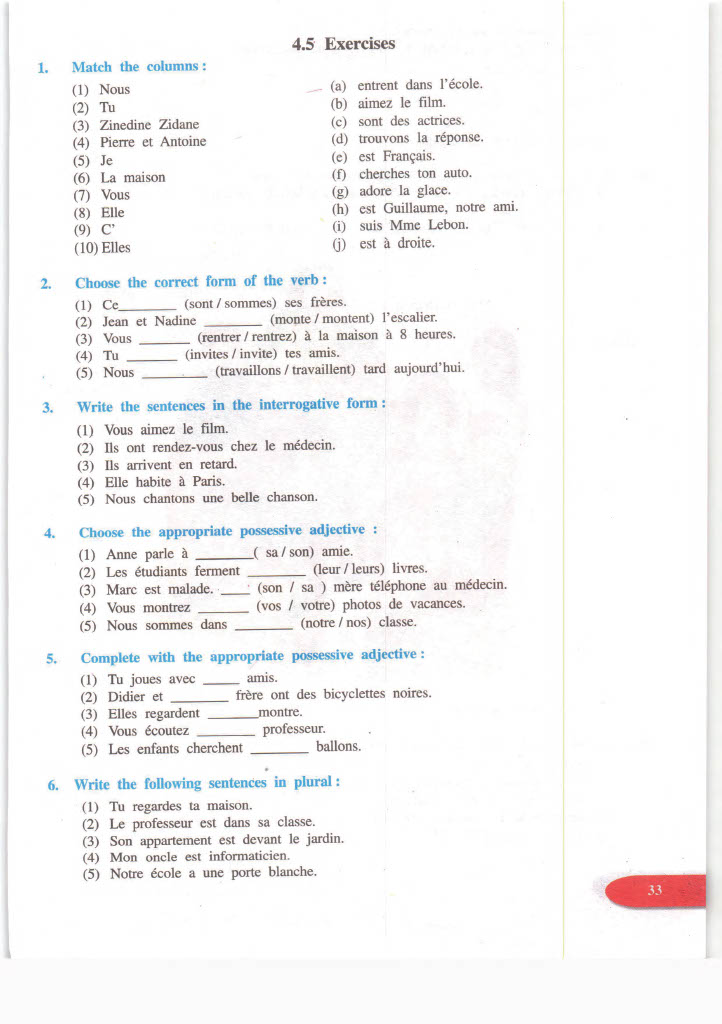 4.5 Exercises
1. Match the columns :
(1) Nous (a) entrent dans l'école.
(2) Tu (b) aimez le film.
(3) Zinedine Zidane (c) sont des actrices.
(4) Pierre et Antoine (d) trouvons la réponse.
(5) Je (e) est Français.
(6) La maison (f) cherches ton auto.
(7) Vous (g) adore la glace.
(8) Elle (h) est Guillaume, notre ami.
(9) C' (i) suis Mme Lebon.
(10) Elles (j) est à droite.
2. Choose the correct form of the verb :
(1) Ce________ (sont / sommes) ses frères.
(2) Jean et Nadine ________ (monte / montent) l'escalier.
(3) Vous _______ (rentrer / rentrez) à la maison à 8 heures.
(4) Tu _______ (invites / invite) tes amis.
(5) Nous _________ (travaillons / travaillent) tard aujourd'hui.
3. Write the sentences in the interrogative form :
(1) Vous aimez le film.
(2) Ils ont rendez-vous chez le médecin.
(3) Ils arrivent en retard.
(4) Elle habite à Paris.
(5) Nous chantons une belle chanson.
4. Choose the appropriate possessive adjective :
(1) Anne parle à ________( sa / son) amie.
(2) Les étudiants ferment ________ (leur / leurs) livres.
(3) Marc est malade. ____ (son / sa ) mère téléphone au médecin.
(4) Vous montrez _______ (vos / votre) photos de vacances.
(5) Nous sommes dans ________ (notre / nos) classe.
5. Complete with the appropriate possessive adjective :
(1) Tu joues avec _____ amis.
(2) Didier et ________ frère ont des bicyclettes noires.
(3) Elles regardent _______montre.
(4) Vous écoutez ________ professeur.
(5) Les enfants cherchent ________ ballons.
6. Write the following sentences in plural :
(1) Tu regardes ta maison.
(2) Le professeur est dans sa classe.
(3) Son appartement est devant le jardin.
(4) Mon oncle est informaticien.
(5) Notre école a une porte blanche.
33